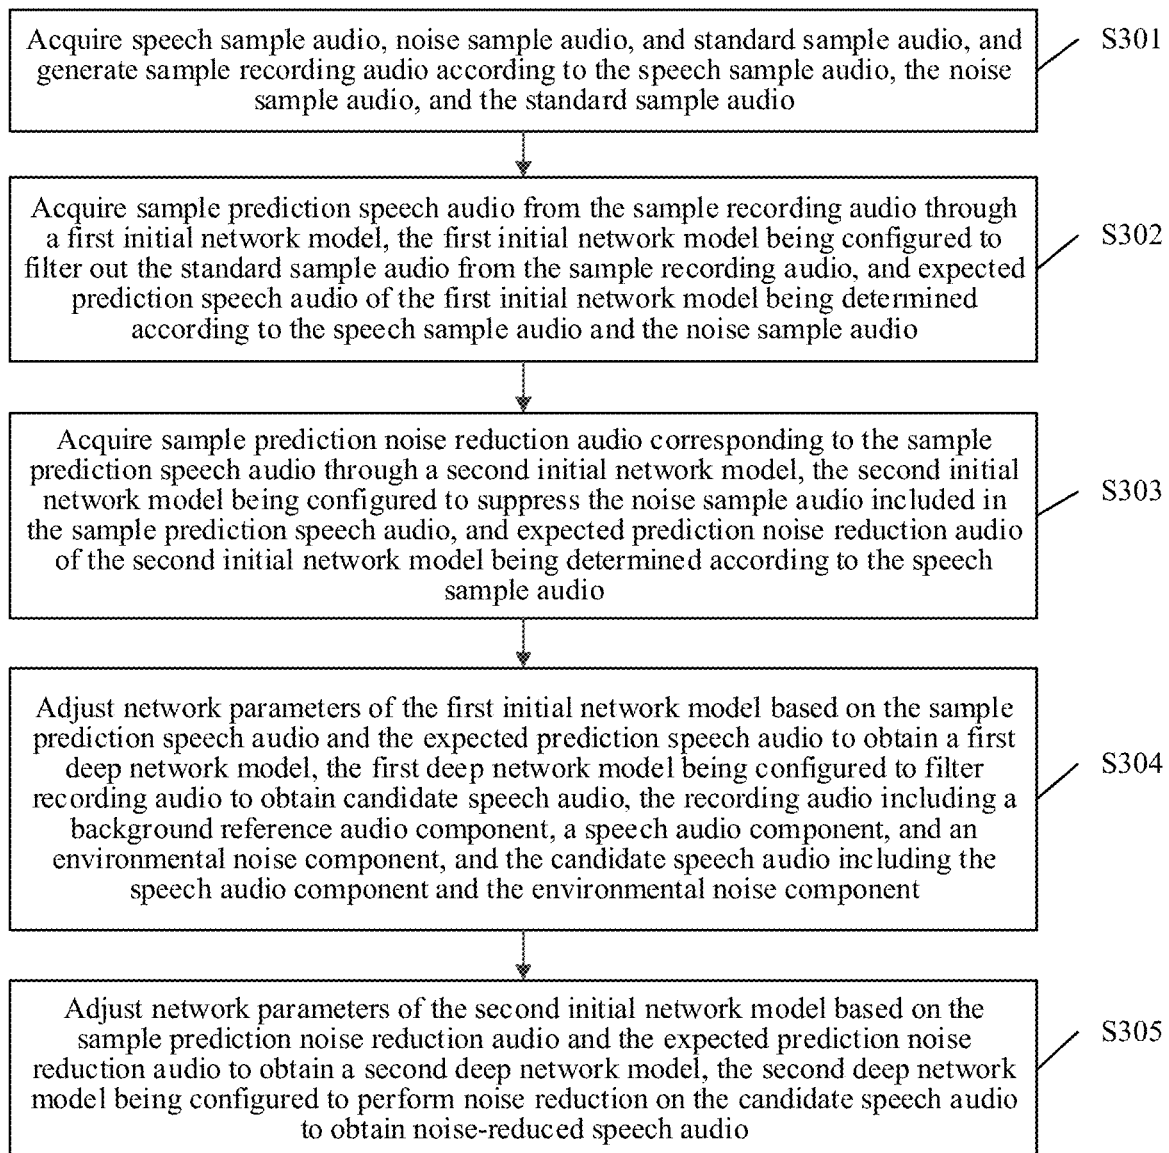 Acquire speech sample audio, noise sample audio, and standard sample audio, and
generate sample recording audio according to the speech sample audio, the noise
sample audio, and the standard sample audio
S301
Acquire sample prediction speech audio from the sample recording audio through
a first initial network model, the first initial network model being configured to
filter out the standard sample audio from the sample recording audio, and expected
prediction speech audio of the first initial network model being determined
according to the speech sample audio and the noise sample audio
S302
Acquire sample prediction noise reduction audio corresponding to the sample
prediction speech audio through a second initial network model, the second initial
network model being configured to suppress the noise sample audio included in
the sample prediction speech audio, and expected prediction noise reduction audio
of the second initial network model being determined according to the speech
sample audio
S303
Adjust network parameters of the first initial network model based on the sample
prediction speech audio and the expected prediction speech audio to obtain a first
deep network model, the first deep network model being configured to filter
recording audio to obtain candidate speech audio, the recording audio including a
background reference audio component, a speech audio component, and an
environmental noise component, and the candidate speech audio including the
speech audio component and the environmental noise component
S304
Adjust network parameters of the second initial network model based on the
sample prediction noise reduction audio and the expected prediction noise
reduction audio to obtain a second deep network model, the second deep network
model being configured to perform noise reduction on the candidate speech audio
to obtain noise-reduced speech audio
S305